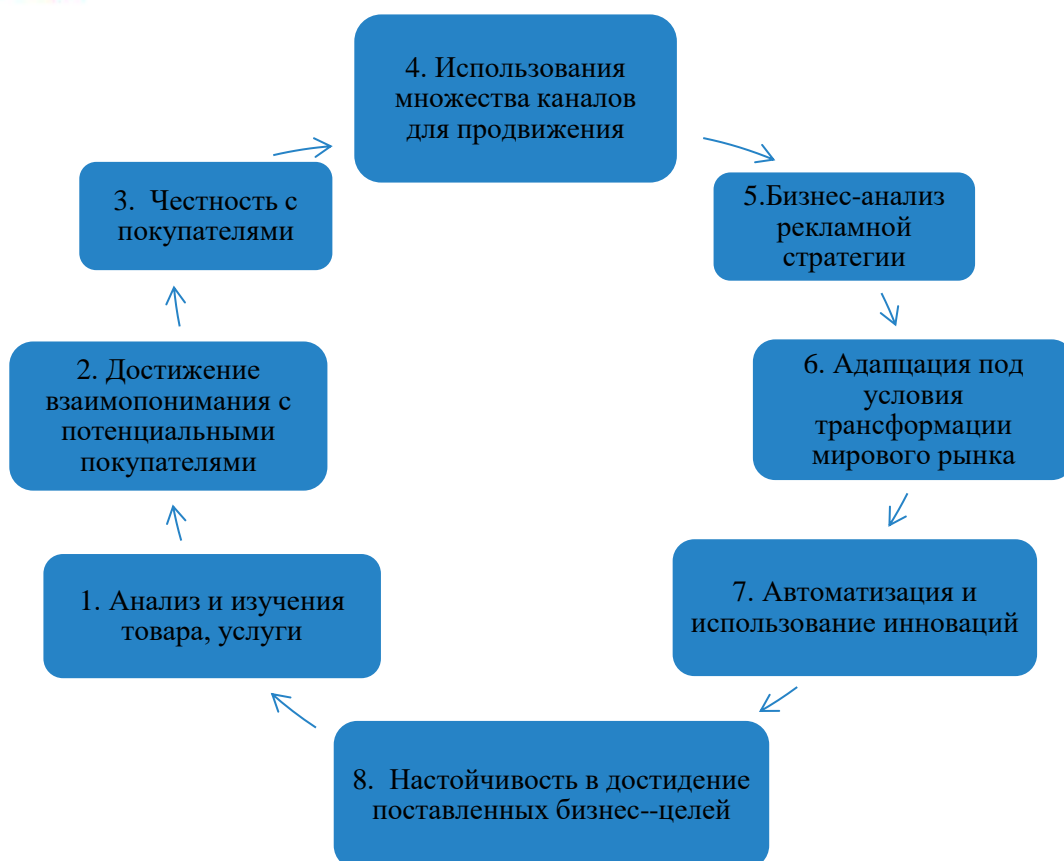 4. Использования
множества каналов
для продвижения
3.  Честность с
покупателями
5.Бизнес-анализ
рекламной
стратегии
2. Достижение
взаимопонимания с
потенциальными
покупателями
6. Адапцация под
условия
трансформации
мирового рынка
1. Анализ и изучения
товара, услуги
7. Автоматизация и
использование инноваций
8.  Настойчивость в достидение
поставленных бизнес--целей